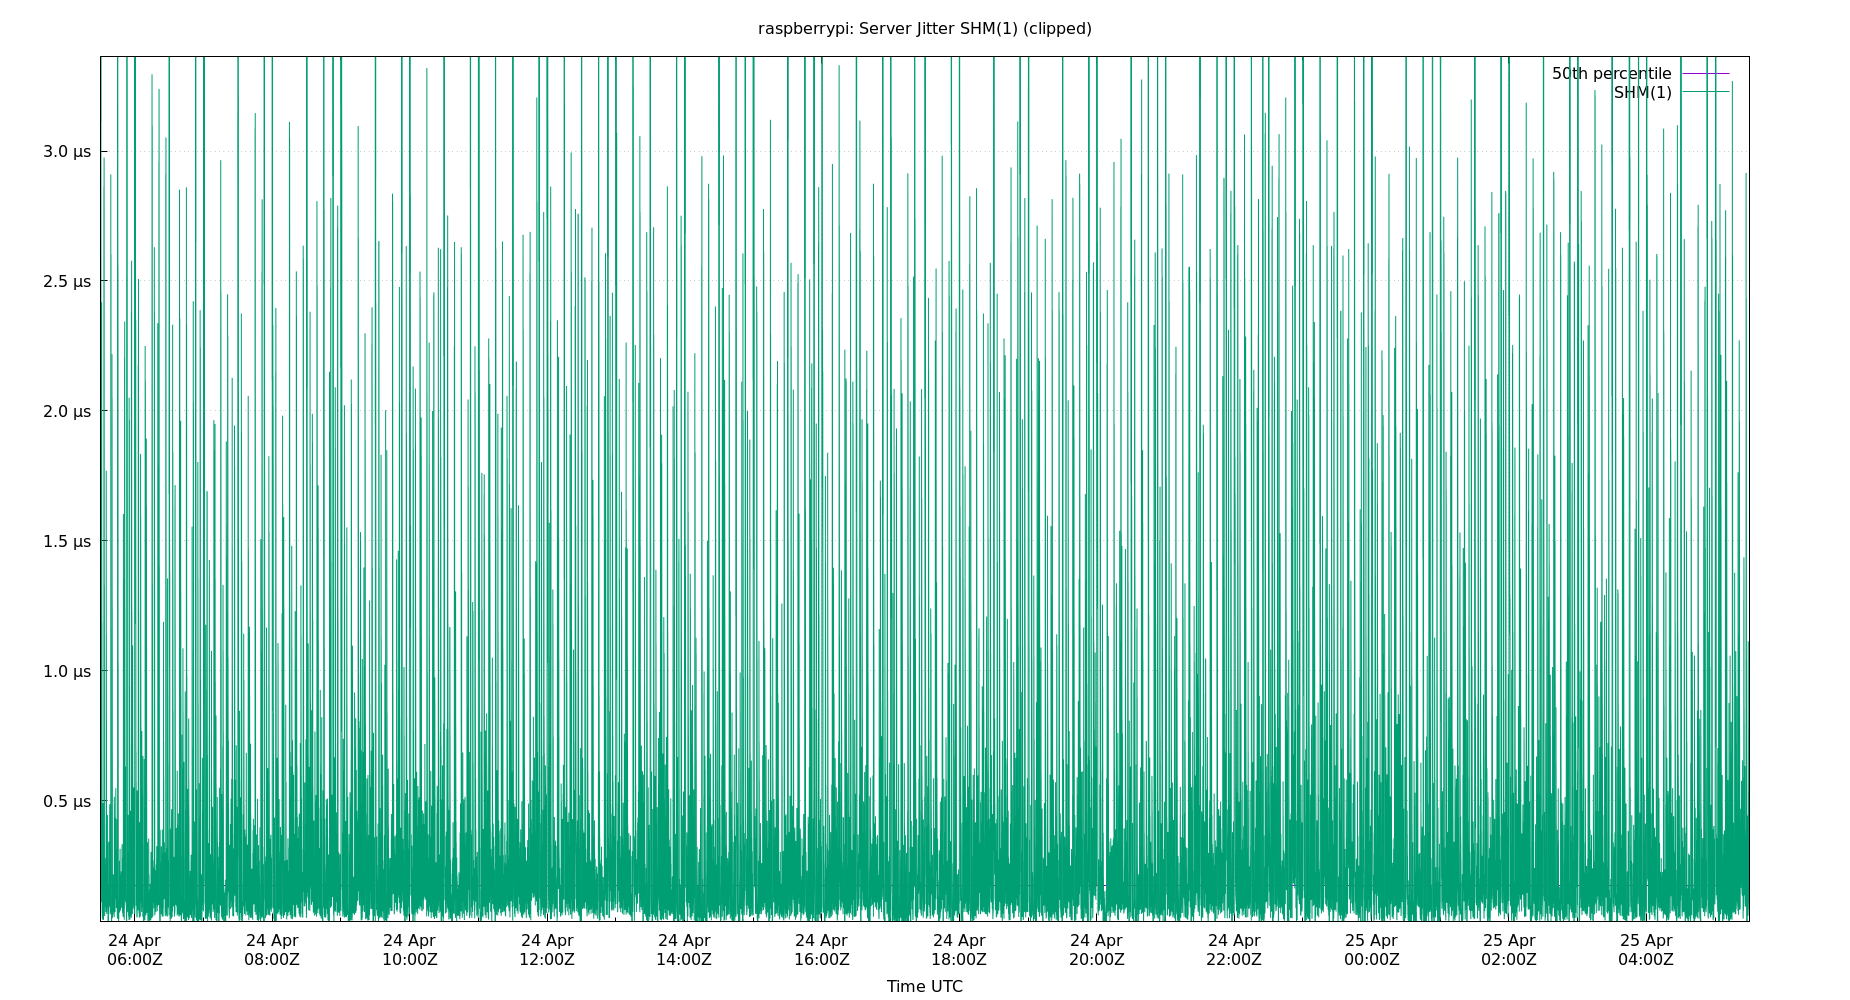 raspberrypi: Server Jitter SHM(1) (clipped)
50th percentile
SHM(1)
3.0 µs
2.5 µs
2.0 µs
1.5 µs
1.0 µs
0.5 µs
24 Apr 24 Apr 24 Apr 24 Apr 24 Apr 24 Apr 24 Apr 24 Apr 24 Apr 25 Apr 25 Apr 25 Apr
06:00Z 08:00Z 10:00Z 12:00Z 14:00Z 16:00Z 18:00Z 20:00Z 22:00Z 00:00Z 02:00Z 04:00Z
Time UTC